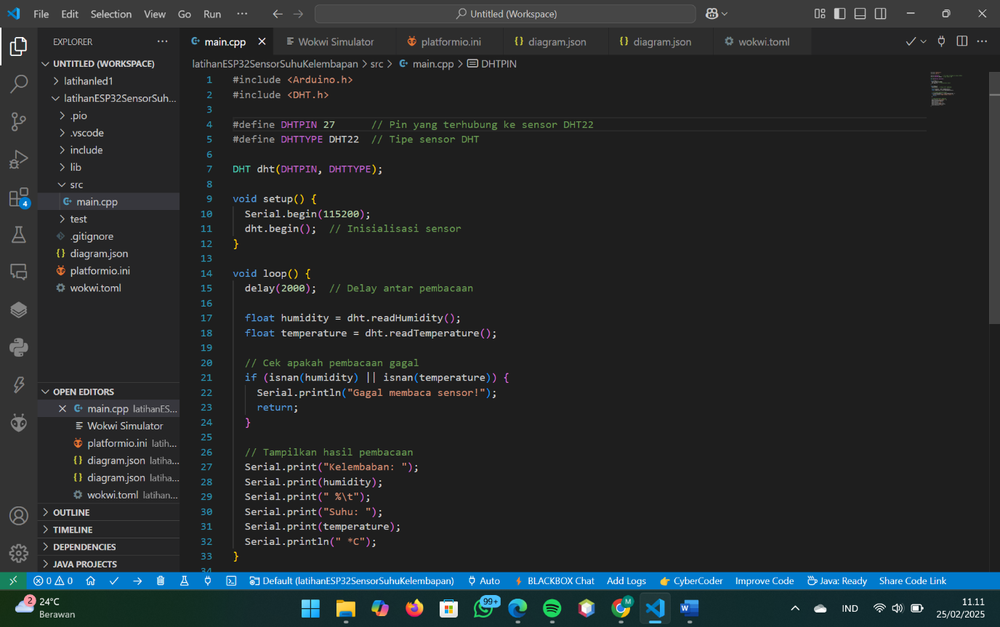 File Edit Selection View Go Run ··· Untitled (Workspace)
EXPLORER ···
UNTITLED (WORKSPACE)
latihanled1
latihanESP32SensorSuh...
.pio
.vscode
include
lib
src
main.cpp
test
.gitignore
diagram.json
platformio.ini
wokwi.toml
4
OPEN EDITORS
main.cpp latihanES...
Wokwi Simulator
platformio.ini latih...
diagram.json latiha...
diagram.json latiha...
wokwi.toml latihan...
OUTLINE
TIMELINE
DEPENDENCIES
JAVA PROJECTS
main.cpp Wokwi Simulator platformio.ini diagram.json diagram.json wokwi.toml
latihanESP32SensorSuhuKelembapan > src > main.cpp > DHTPIN
1 #include <Arduino.h>
2 #include <DHT.h>
3
4 #define DHTPIN 27      // Pin yang terhubung ke sensor DHT22
5 #define DHTTYPE DHT22  // Tipe sensor DHT
6
7 DHT dht(DHTPIN, DHTTYPE);
8
9 void setup() {
10   Serial.begin(115200);
11   dht.begin();  // Inisialisasi sensor
12 }
13
14 void loop() {
15   delay(2000);  // Delay antar pembacaan
16
17   float humidity = dht.readHumidity();
18   float temperature = dht.readTemperature();
19
20   // Cek apakah pembacaan gagal
21   if (isnan(humidity) || isnan(temperature)) {
22     Serial.println("Gagal membaca sensor!");
23     return;
24   }
25
26   // Tampilkan hasil pembacaan
27   Serial.print("Kelembaban: ");
28   Serial.print(humidity);
29   Serial.print(" %\t");
30   Serial.print("Suhu: ");
31   Serial.print(temperature);
32   Serial.println(" *C");
33 }
34
0 0 Default (latihanESP32SensorSuhuKelembapan) Auto BLACKBOX Chat Add Logs CyberCoder Improve Code Java: Ready Share Code Link
2 24°C
Berawan
99+
M
IND
11.11
25/02/2025